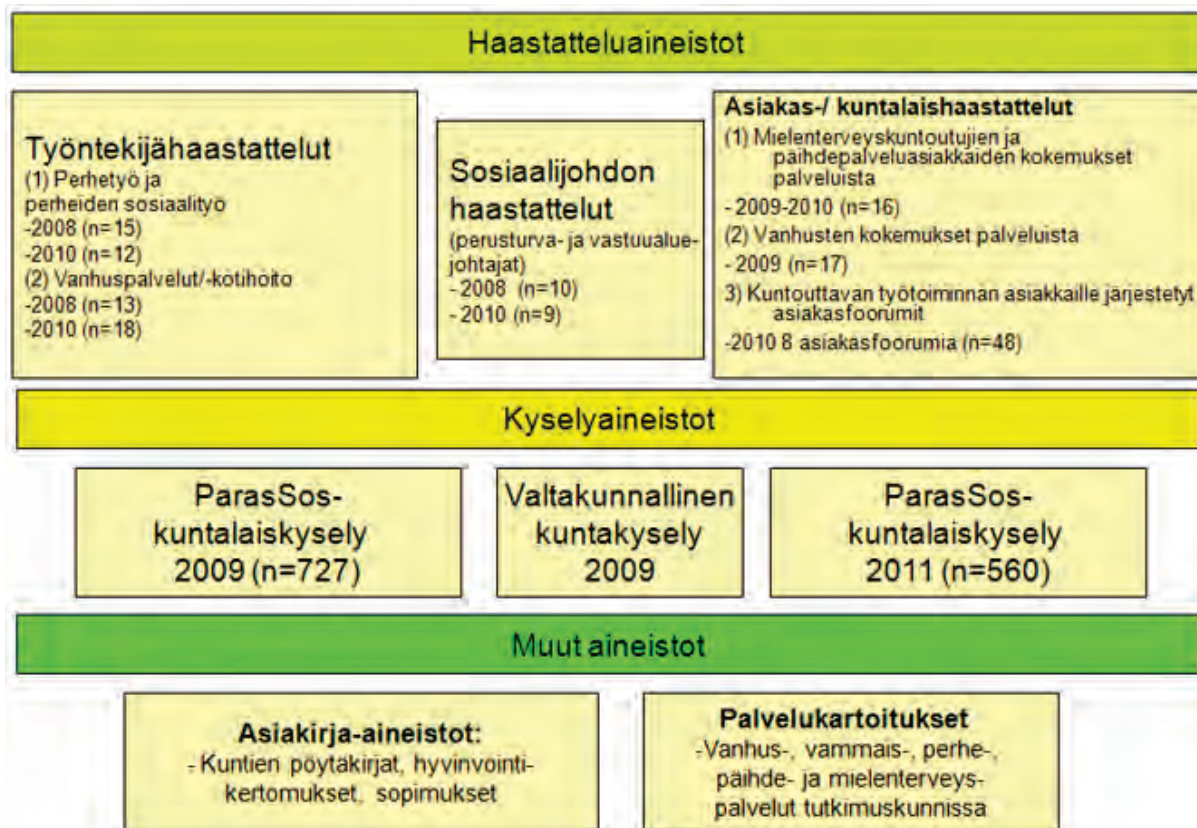 Haastatteluaineistot
Työntekijähaastattelut
(1) Perhetyö ja
perheiden sosiaalityö
-2008 (n=15)
-2010 (n=12)
(2) Vanhuspalvelut/-kotihoito
-2008 (n=13)
-2010 (n=18)
Sosiaalijohdon
haastattelut
(perusturva- ja vastuualue-
johtajat)
- 2008 (n=10)
- 2010 (n=9)
Asiakas-/ kuntalaishaastattelut
(1) Mielenterveyskuntoutujien ja
päihdepalveluasiakkaiden kokemukset
palveluista
- 2009-2010 (n=16)
(2) Vanhusten kokemukset palveluista
- 2009 (n=17)
3) Kuntouttavan työtoiminnan asiakkaille järjestetyt
asiakasfoorumit
-2010 8 asiakasfoorumia (n=48)
Kyselyaineistot
ParasSos-
kuntalaiskysely
2009 (n=727)
Valtakunnallinen
kuntakysely
2009
ParasSos-
kuntalaiskysely
2011 (n=560)
Muut aineistot
Asiakirja-aineistot:
- Kuntien pöytäkirjat, hyvinvointi-
kertomukset, sopimukset
Palvelukartoitukset
-Vanhus-, vammais-, perhe-,
päihde- ja mielenterveys-
palvelut tutkimuskunnissa